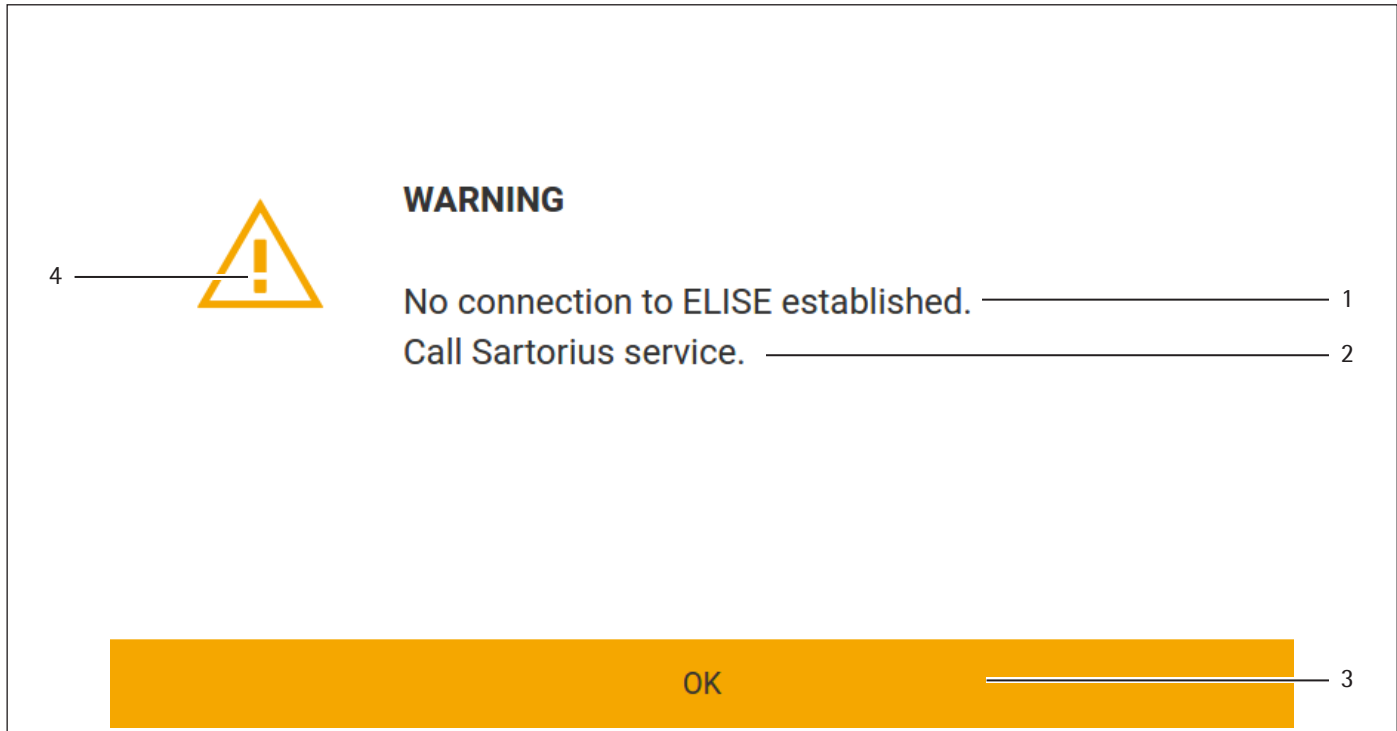 WARNING
4
No connection to ELISE established. 1
Call Sartorius service. 2
OK 3